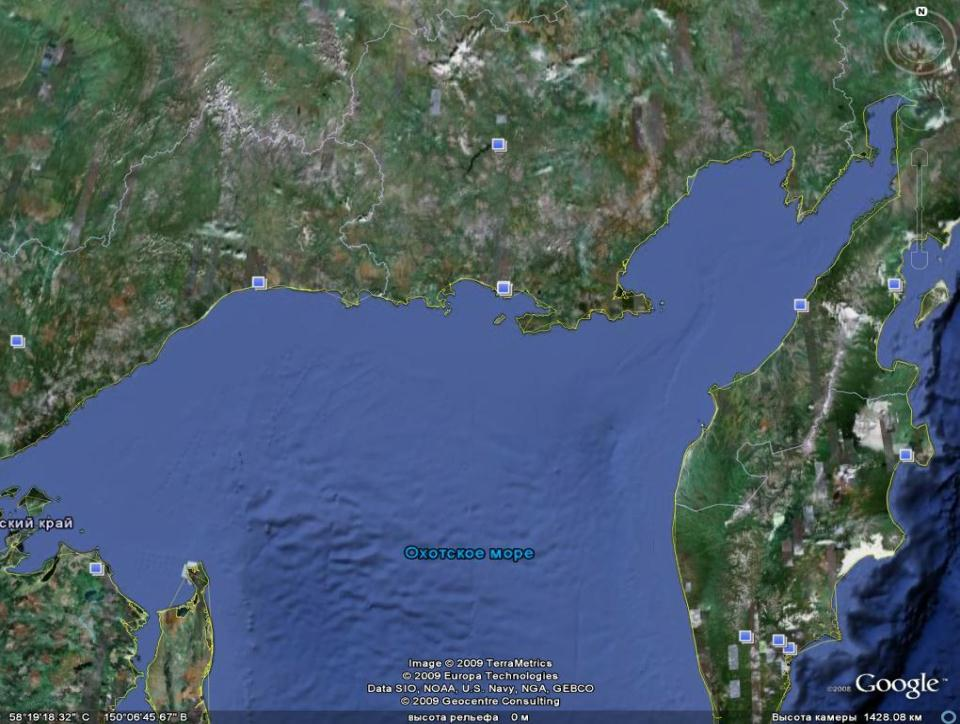 N
ский край
Охотское море
Image © 2009 TerraMetrics
© 2009 Europa Technologies
Data SIO, NOAA, U.S. Navy, NGA, GEBCO
© 2009 Geocentre Consulting
©2008 Google™
58°19'18.32" С 150°06'45.67" В высота рельефа 0 м Высота камеры 1428.08 км